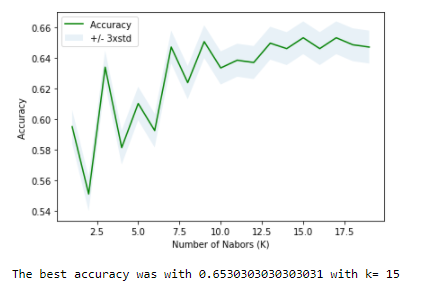 Accuracy
+/- 3xstd
0.66
0.64
0.62
0.60
0.58
0.56
0.54
Accuracy
2.5 5.0 7.5 10.0 12.5 15.0 17.5
Number of Nabors (K)
The best accuracy was with 0.6530303030303031 with k= 15